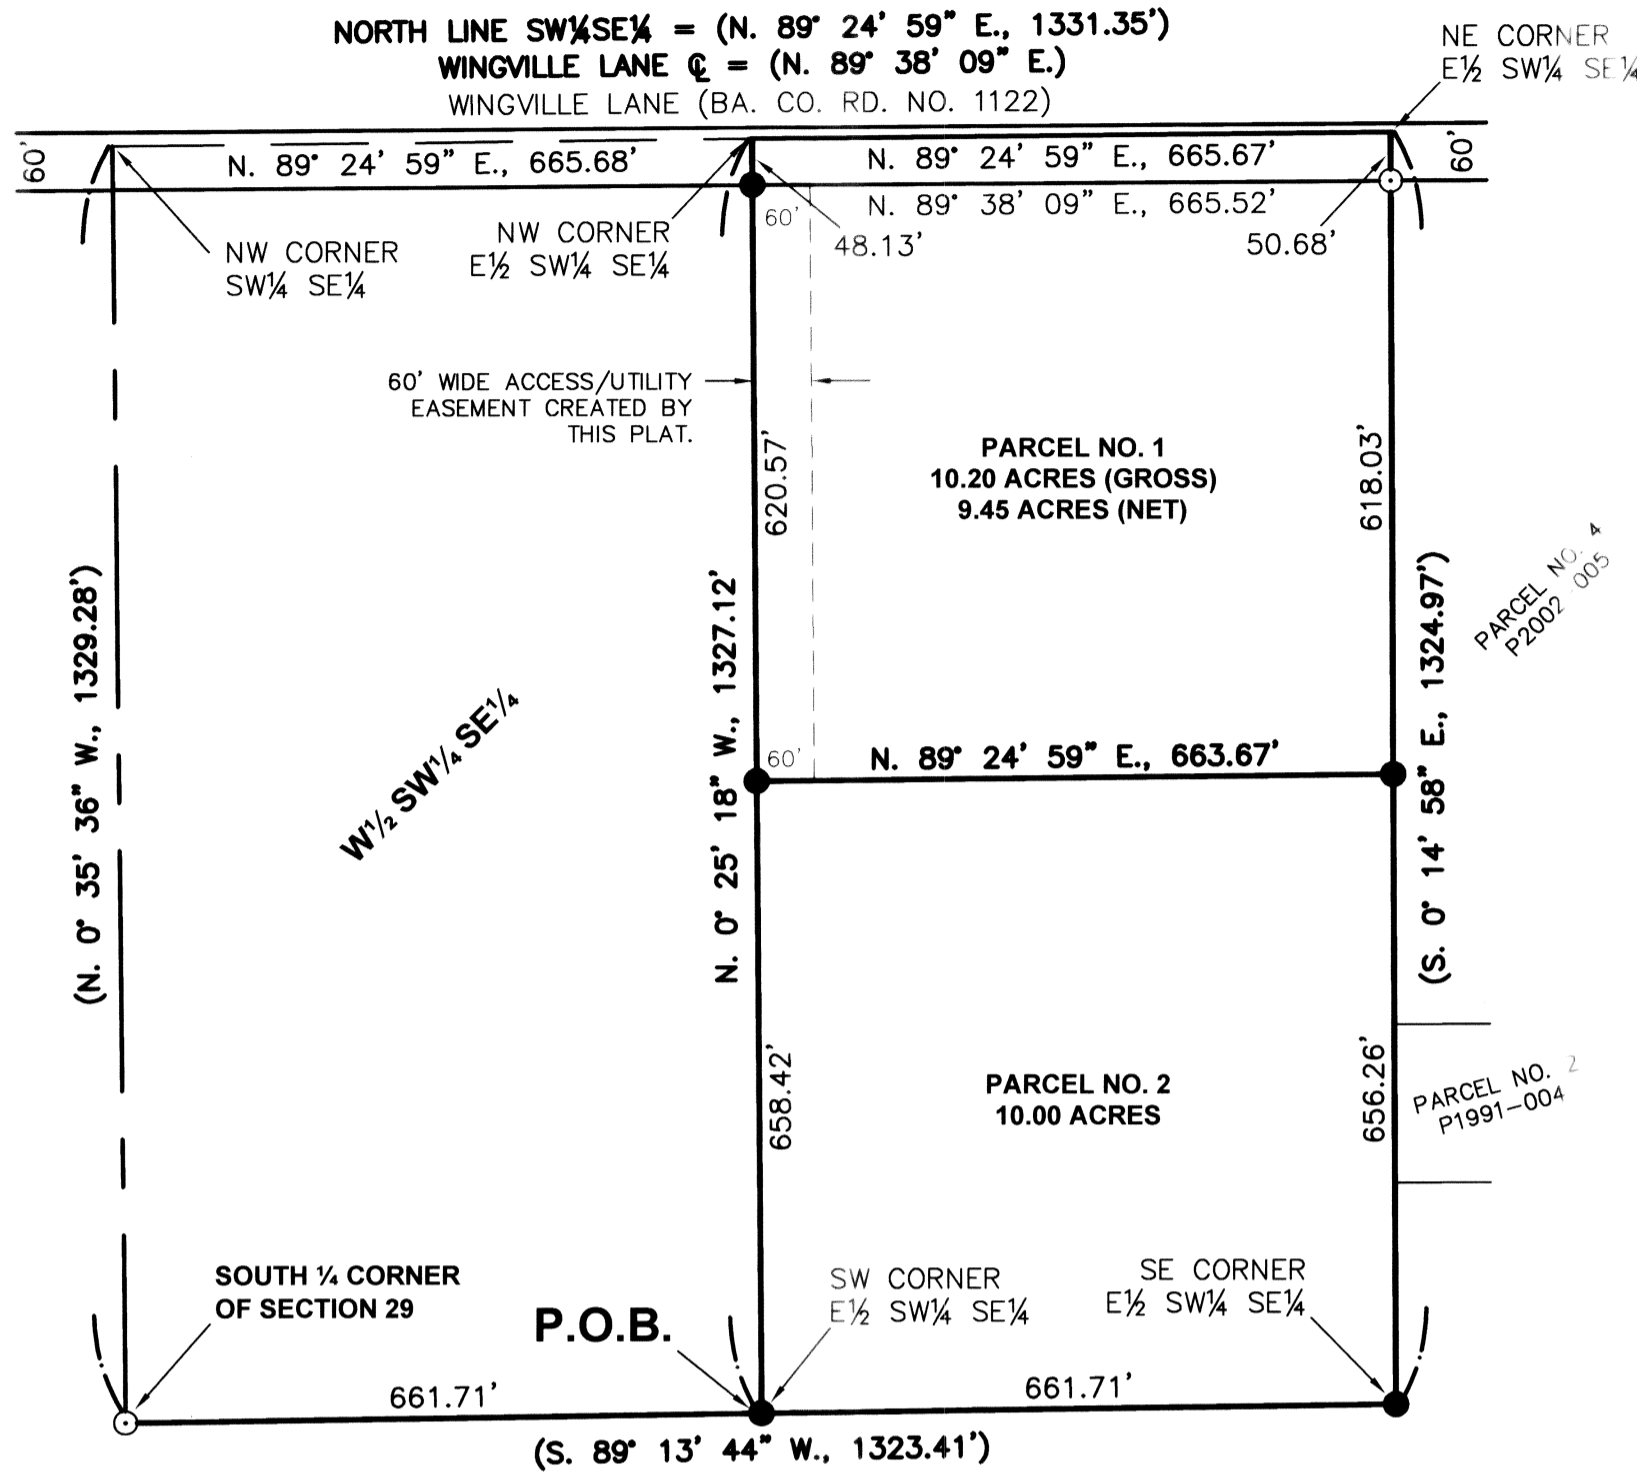 NORTH LINE SW¼SE¼ = (N. 89° 24' 59" E., 1331.35')
WINGVILLE LANE ℄ = (N. 89° 38' 09" E.)
WINGVILLE LANE (BA. CO. RD. NO. 1122)
NE CORNER
E½ SW¼ SE¼
60'
N. 89° 24' 59" E., 665.68'
N. 89° 24' 59" E., 665.67'
60'
N. 89° 38' 09" E., 665.52'
60'
48.13'
50.68'
NW CORNER
SW¼ SE¼
NW CORNER
E½ SW¼ SE¼
60' WIDE ACCESS/UTILITY
EASEMENT CREATED BY
THIS PLAT.
620.57'
PARCEL NO. 1
10.20 ACRES (GROSS)
9.45 ACRES (NET)
618.03'
PARCEL NO. 4
P2002 005
(N. 0° 35' 36" W., 1329.28')
W½ SW¼ SE¼
N. 0° 25' 18" W., 1327.12'
(S. 0° 14' 58" E., 1324.97')
60'
N. 89° 24' 59" E., 663.67'
658.42'
PARCEL NO. 2
10.00 ACRES
656.26'
PARCEL NO. 2
P1991-004
SOUTH ¼ CORNER
OF SECTION 29
P.O.B.
SW CORNER
E½ SW¼ SE¼
SE CORNER
E½ SW¼ SE¼
661.71'
661.71'
(S. 89° 13' 44" W., 1323.41')